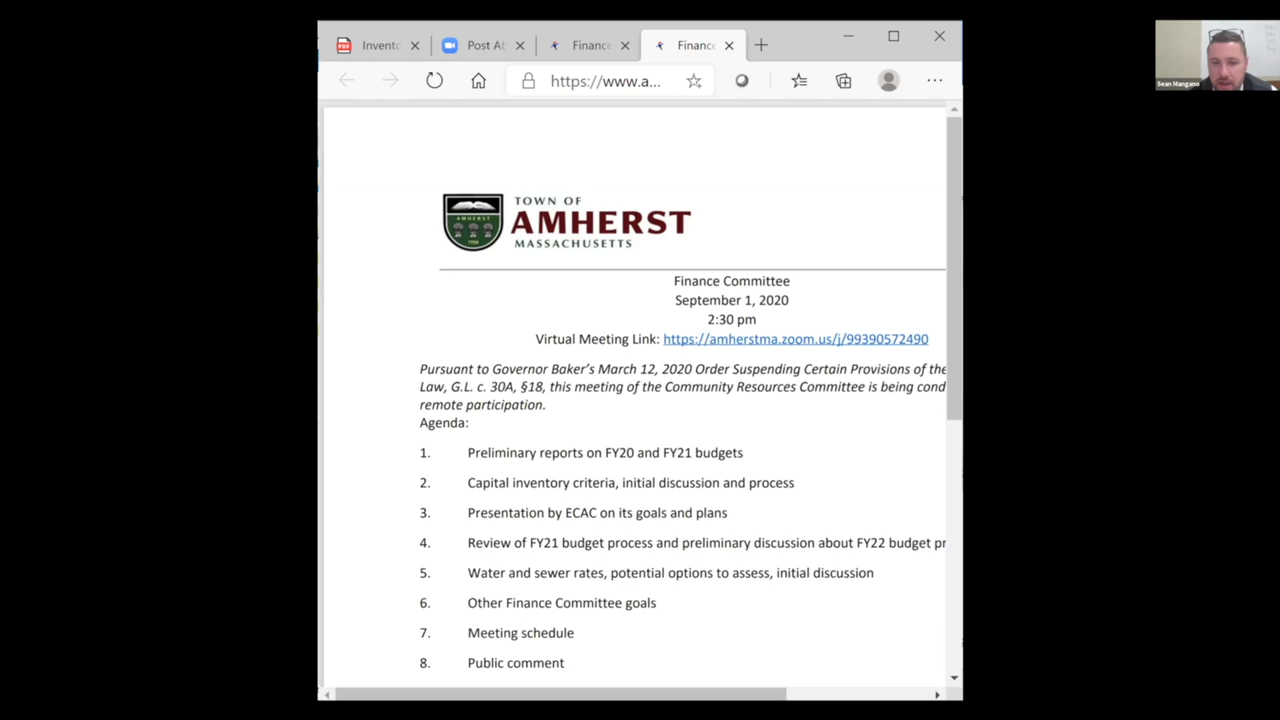 Invento
Post At
Finance
Finance
https://www.a...
Sean Mangano
TOWN OF
AMHERST
MASSACHUSETTS
AMHERST
Finance Committee
September 1, 2020
2:30 pm
Virtual Meeting Link: https://amherstma.zoom.us/j/99390572490
Pursuant to Governor Baker's March 12, 2020 Order Suspending Certain Provisions of the
Law, G.L. c. 30A, §18, this meeting of the Community Resources Committee is being cond
remote participation.
Agenda:
1. Preliminary reports on FY20 and FY21 budgets
2. Capital inventory criteria, initial discussion and process
3. Presentation by ECAC on its goals and plans
4. Review of FY21 budget process and preliminary discussion about FY22 budget pr
5. Water and sewer rates, potential options to assess, initial discussion
6. Other Finance Committee goals
7. Meeting schedule
8. Public comment